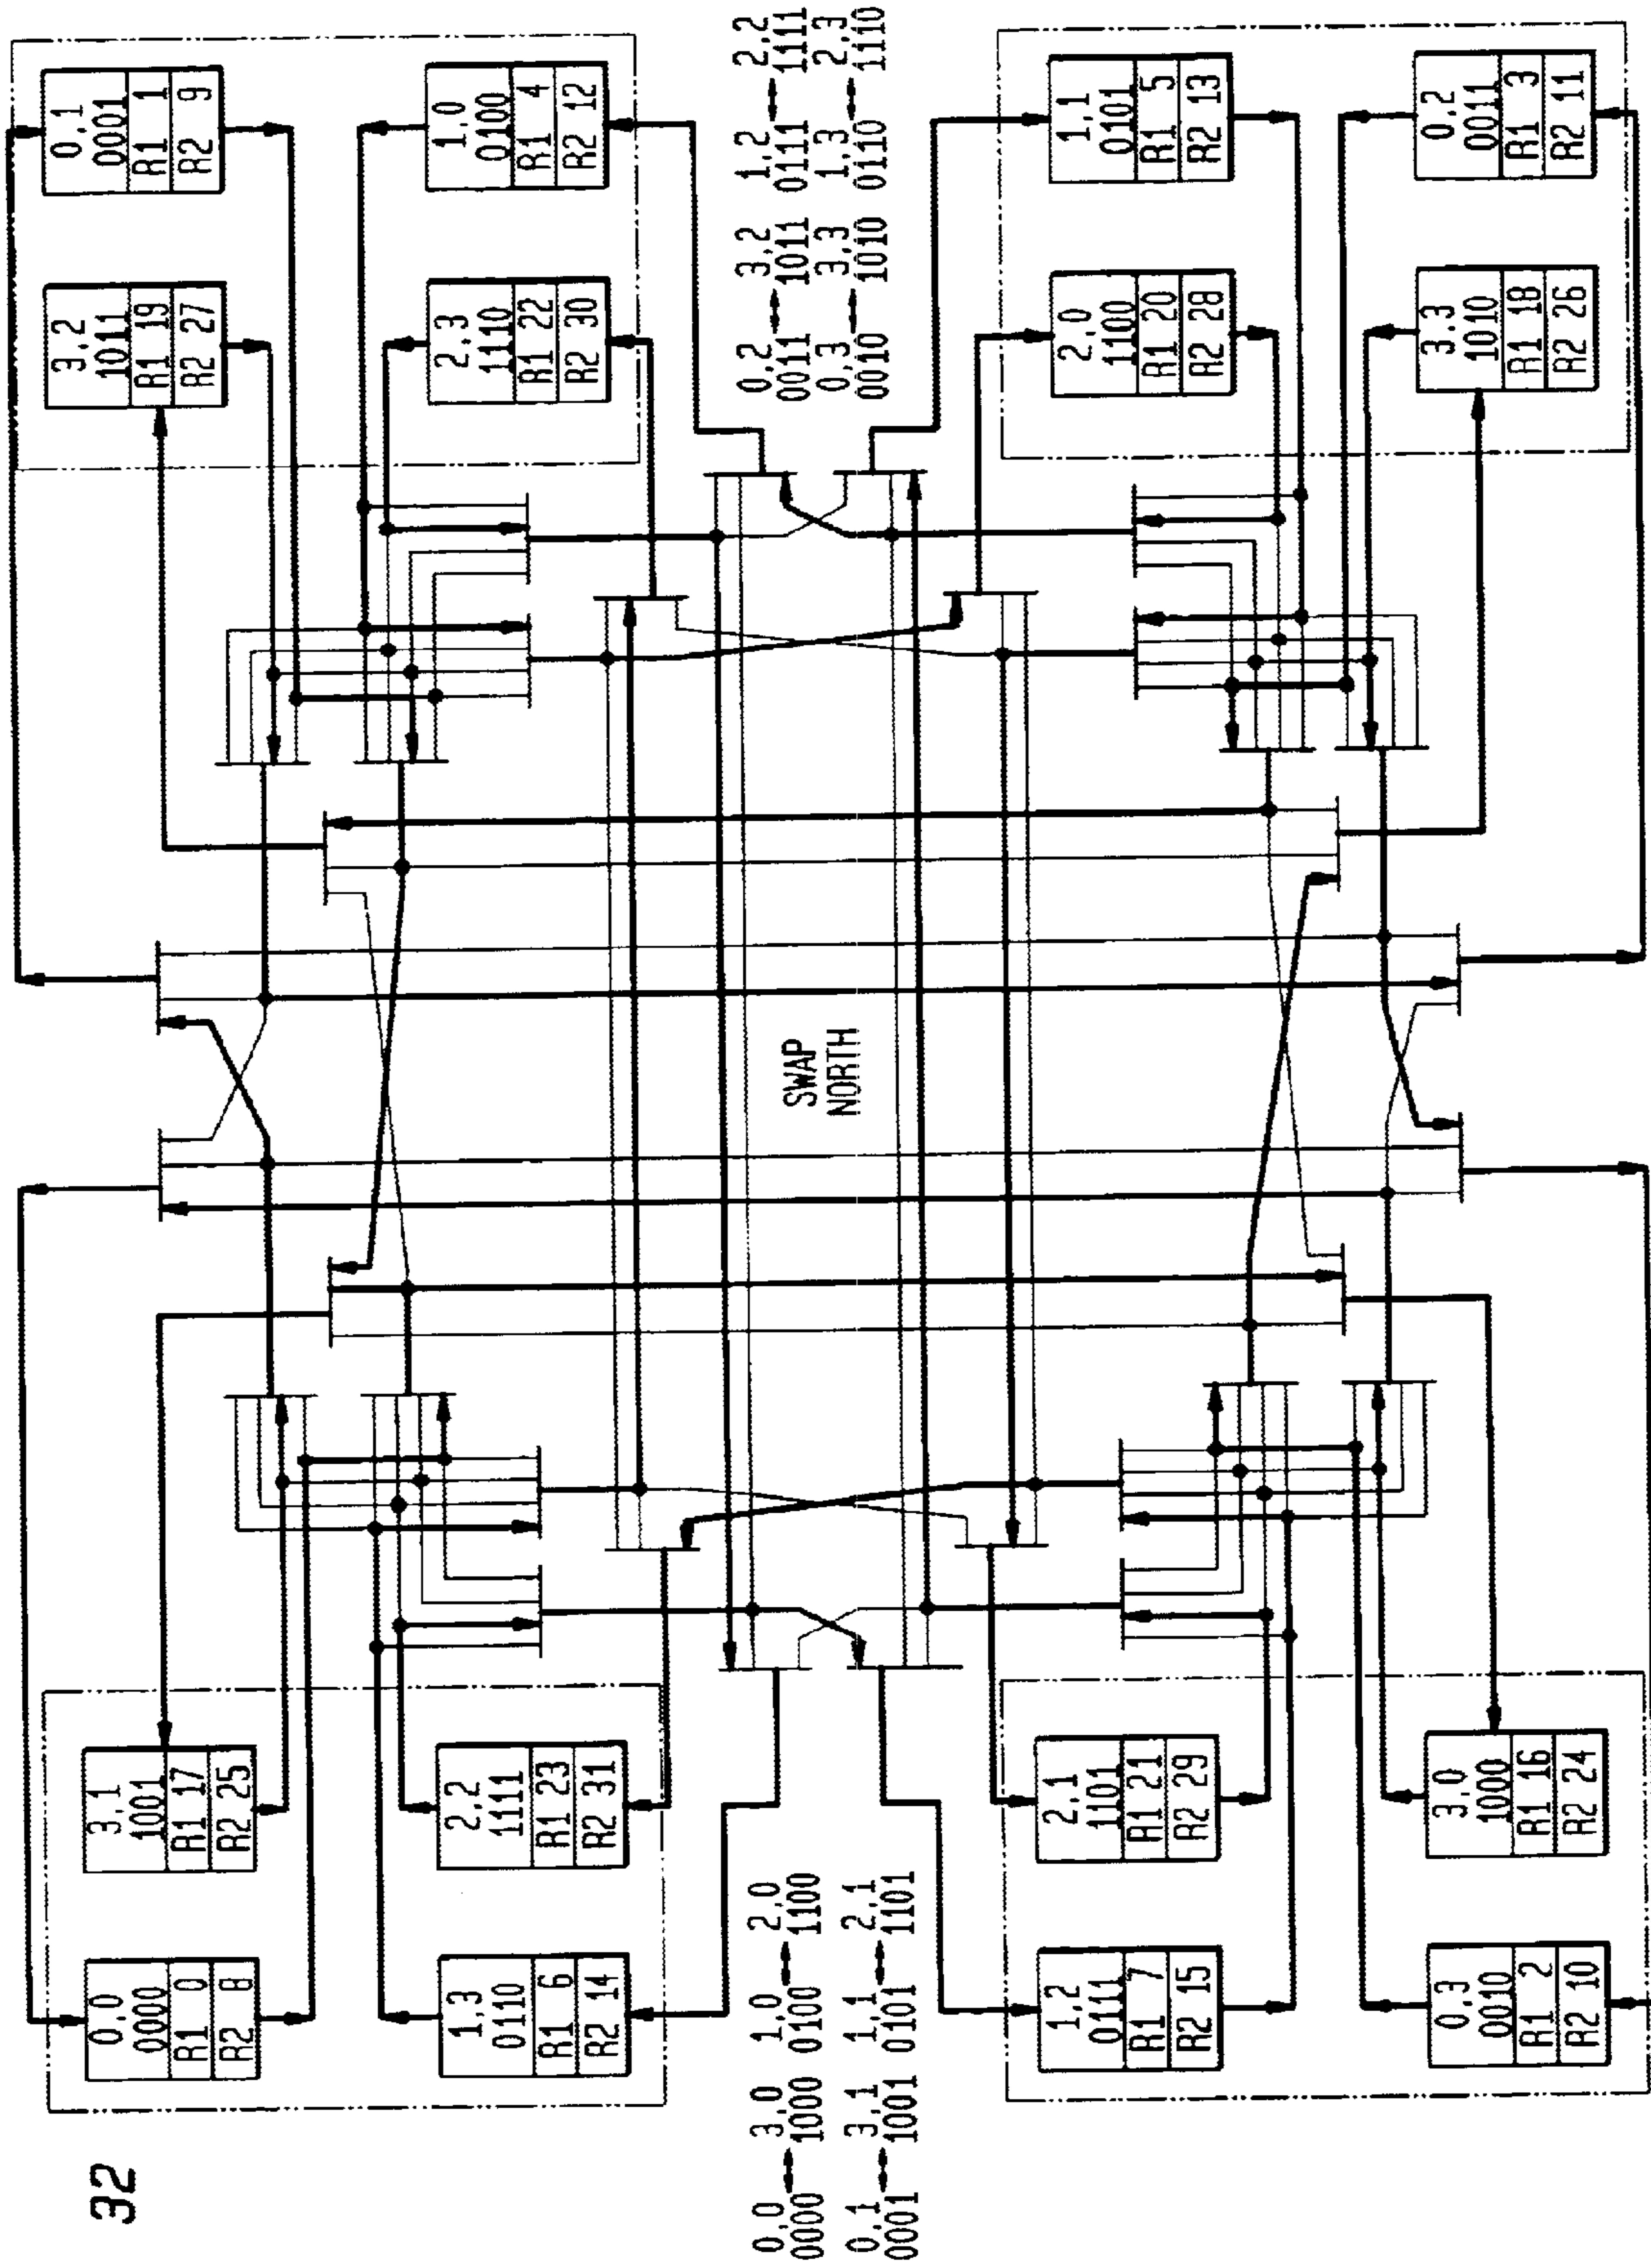 32
0,0
0000
R1 0
R2 8
3,1
1001
R1 17
R2 25
3,2
1011
R1 19
R2 27
0,1
0001
R1 1
R2 9
1,3
0110
R1 6
R2 14
2,2
1111
R1 23
R2 31
2,3
1110
R1 22
R2 30
1,0
0100
R1 4
R2 12
0,0 3,0 1,0 2,0
0000↔1000 0100↔1100
0,1 3,1 1,1 2,1
0001↔1001 0101↔1101
SWAP
NORTH
0,2 3,2 1,2 2,2
0011↔1011 0111↔1111
0,3 3,3 1,3 2,3
0010↔1010 0110↔1110
1,2
0111
R1 7
R2 15
2,1
1101
R1 21
R2 29
2,0
1100
R1 20
R2 28
1,1
0101
R1 5
R2 13
0,3
0010
R1 2
R2 10
3,0
1000
R1 16
R2 24
3,3
1010
R1 18
R2 26
0,2
0011
R1 3
R2 11